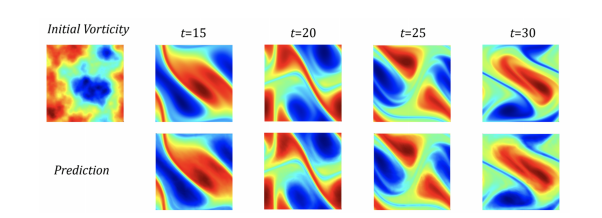 Initial Vorticity
t=15
t=20
t=25
t=30
Prediction